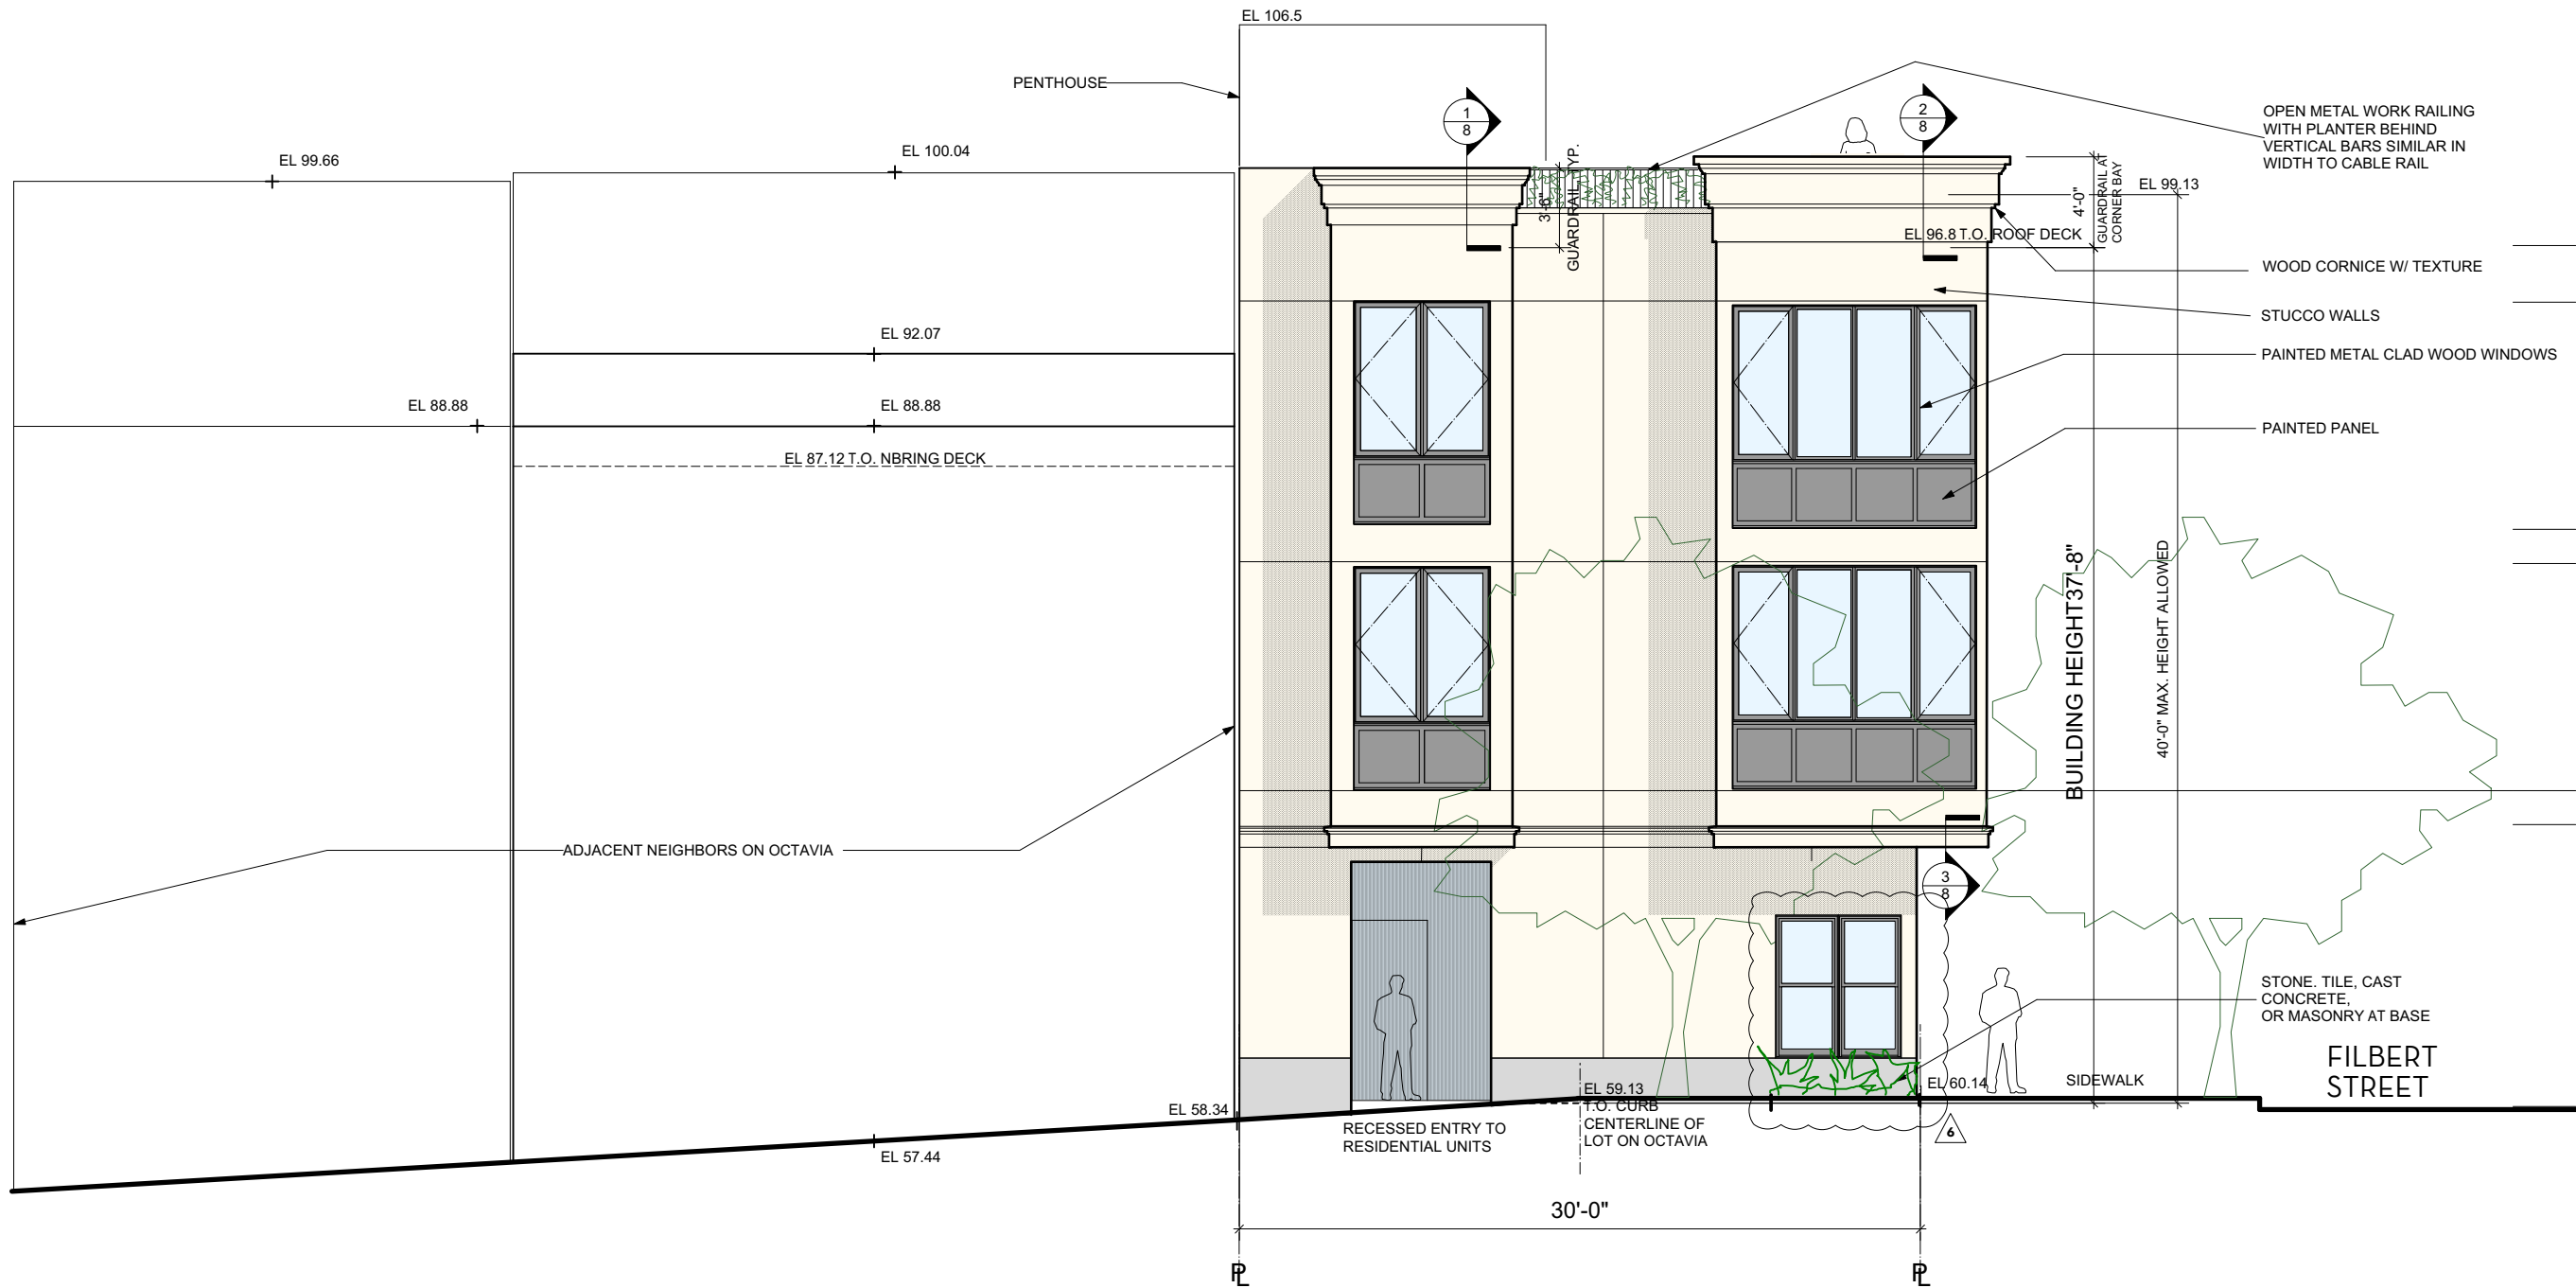 EL 106.5
PENTHOUSE
1
8
2
8
OPEN METAL WORK RAILING
WITH PLANTER BEHIND
VERTICAL BARS SIMILAR IN
WIDTH TO CABLE RAIL
EL 99.66
EL 100.04
3'-6"
GUARDRAIL, TYP.
4'-0"
GUARDRAIL AT
CORNER BAY
EL 99.13
EL 96.8 T.O. ROOF DECK
WOOD CORNICE W/ TEXTURE
STUCCO WALLS
EL 92.07
PAINTED METAL CLAD WOOD WINDOWS
EL 88.88
EL 88.88
PAINTED PANEL
EL 87.12 T.O. NBRING DECK
BUILDING HEIGHT37'-8"
40'-0" MAX. HEIGHT ALLOWED
ADJACENT NEIGHBORS ON OCTAVIA
3
8
STONE. TILE, CAST
CONCRETE,
OR MASONRY AT BASE
FILBERT
STREET
SIDEWALK
EL 60.14
EL 59.13
T.O. CURB
CENTERLINE OF
LOT ON OCTAVIA
EL 58.34
RECESSED ENTRY TO
RESIDENTIAL UNITS
6
EL 57.44
30'-0"
PL
PL